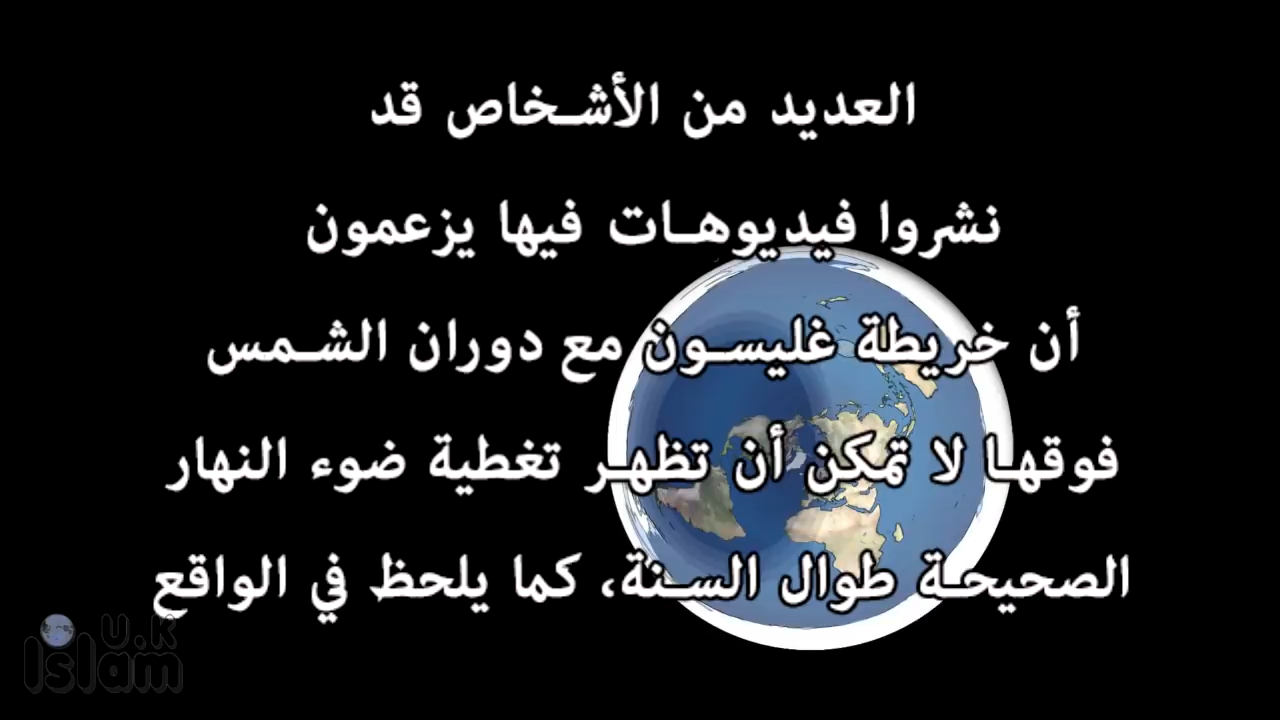 العديد من الأشخاص قد
نشروا فيديوهات فيها يزعمون
أن خريطة غليسون مع دوران الشمس
فوقها لا تمكن أن تظهر تغطية ضوء النهار
الصحيحة طوال السنة، كما يلحظ في الواقع
U.K
Islam